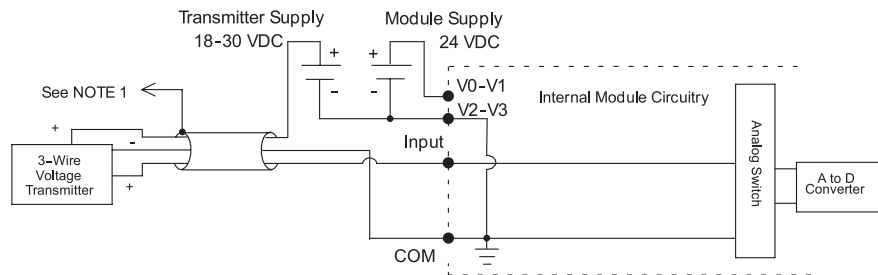 Transmitter Supply
18-30 VDC
Module Supply
24 VDC
+
-
+
-
See NOTE 1
V0-V1
V2-V3
Internal Module Circuitry
Input
+
-
+
3-Wire
Voltage
Transmitter
COM
Analog Switch
A to D
Converter